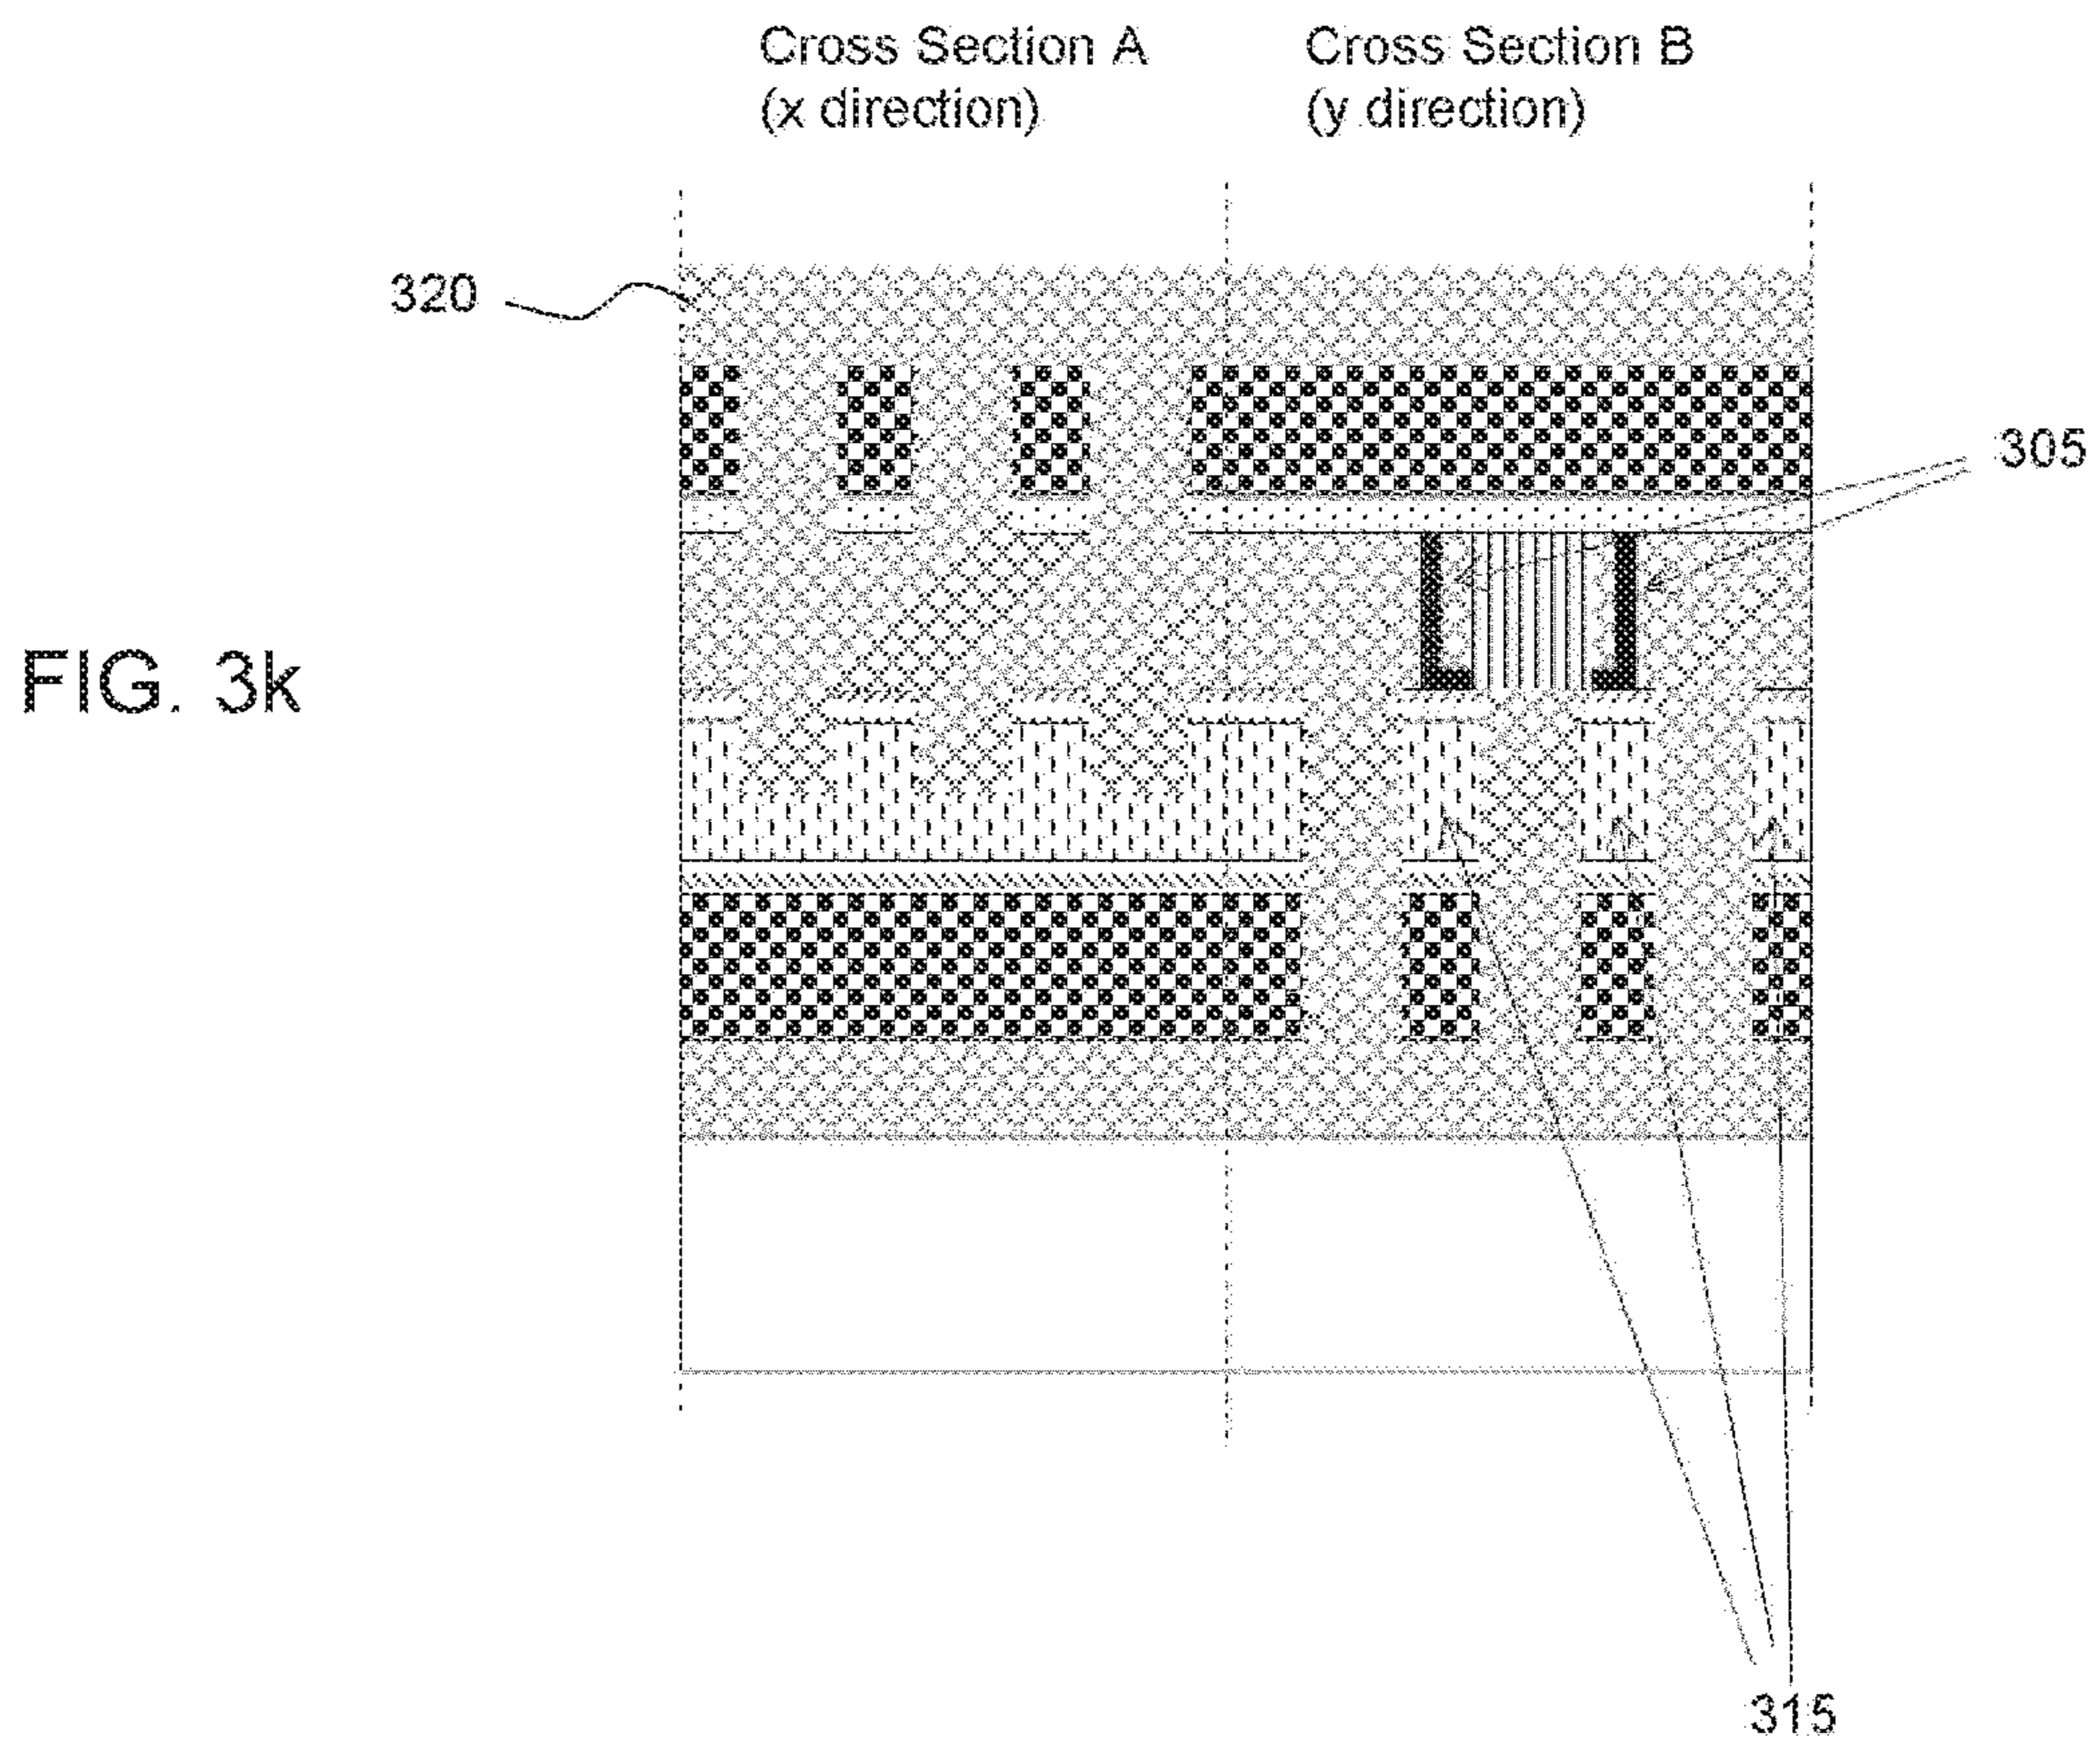 Cross Section A
(x direction)
Cross Section B
(y direction)
320
305
FIG. 3k
315